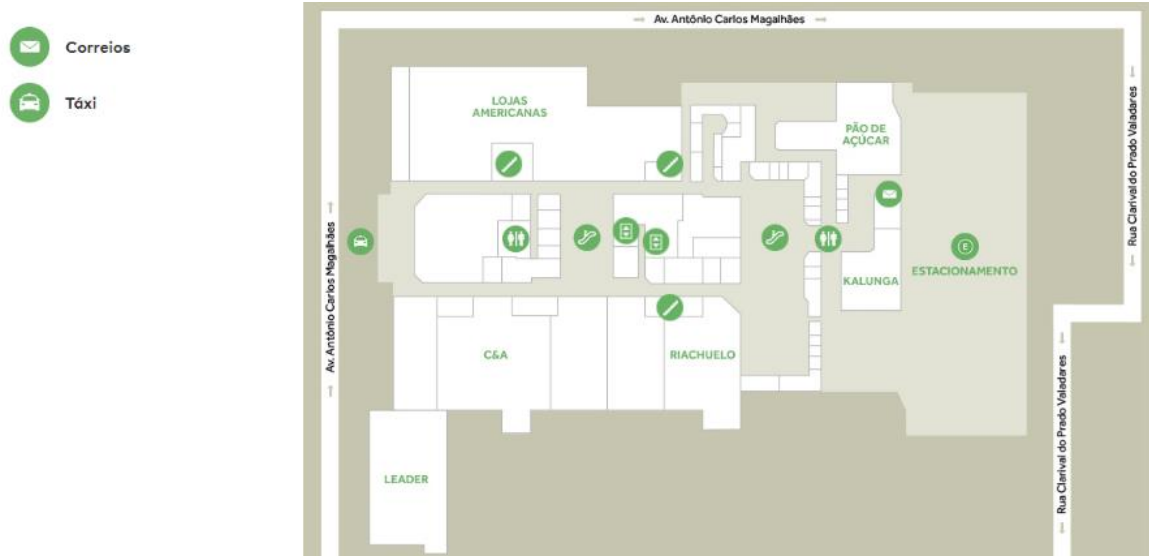 Correios
Táxi
Av. Antônio Carlos Magalhães
Rua Clarival do Prado Valadares
LOJAS
AMERICANAS
PÃO DE
AÇÚCAR
Av. Antônio Carlos Magalhães
E
ESTACIONAMENTO
KALUNGA
C&A
RIACHUELO
Rua Clarival do Prado Valadares
LEADER